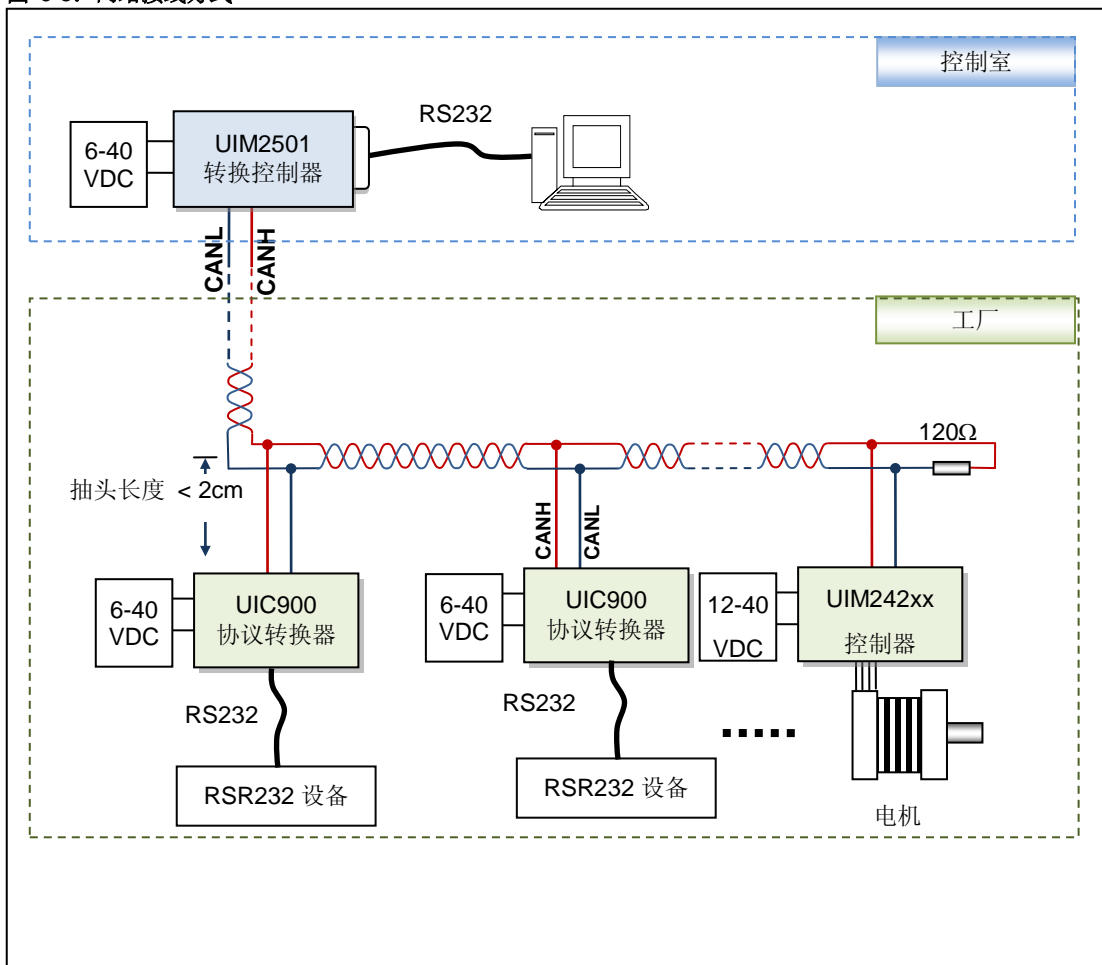 控制室
RS232
UIM2501
转换控制器
6-40
VDC
CANL
CANH
工厂
120Ω
抽头长度 < 2cm
CANH
CANL
6-40
VDC
UIC900
协议转换器
6-40
VDC
UIC900
协议转换器
12-40
VDC
UIM242xx
控制器
RS232
RS232
RSR232 设备
RSR232 设备
电机